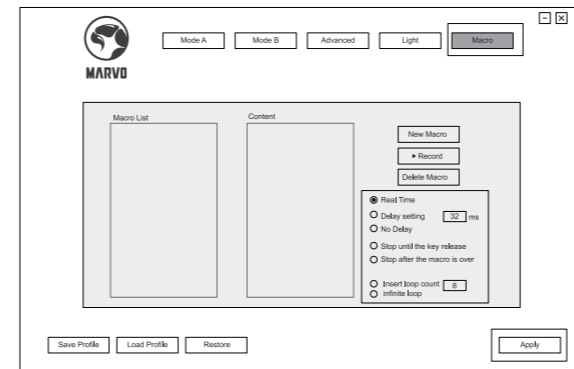 MARVO
Mode A
Mode B
Advanced
Light
Macro
Macro List
Content
New Macro
Record
Delete Macro
Real Time
Delay setting 32 ms
No Delay
Stop until the key release
Stop after the macro is over
Insert loop count 8
infinite loop
Save Profile
Load Profile
Restore
Apply